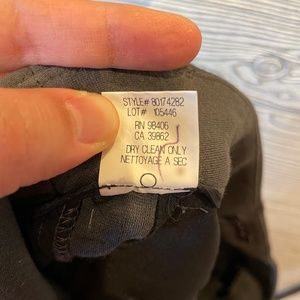 STYLE# 80174282
LOT# 105446
RN 98406
CA 39862
DRY CLEAN ONLY
NETTOYAGE A SEC